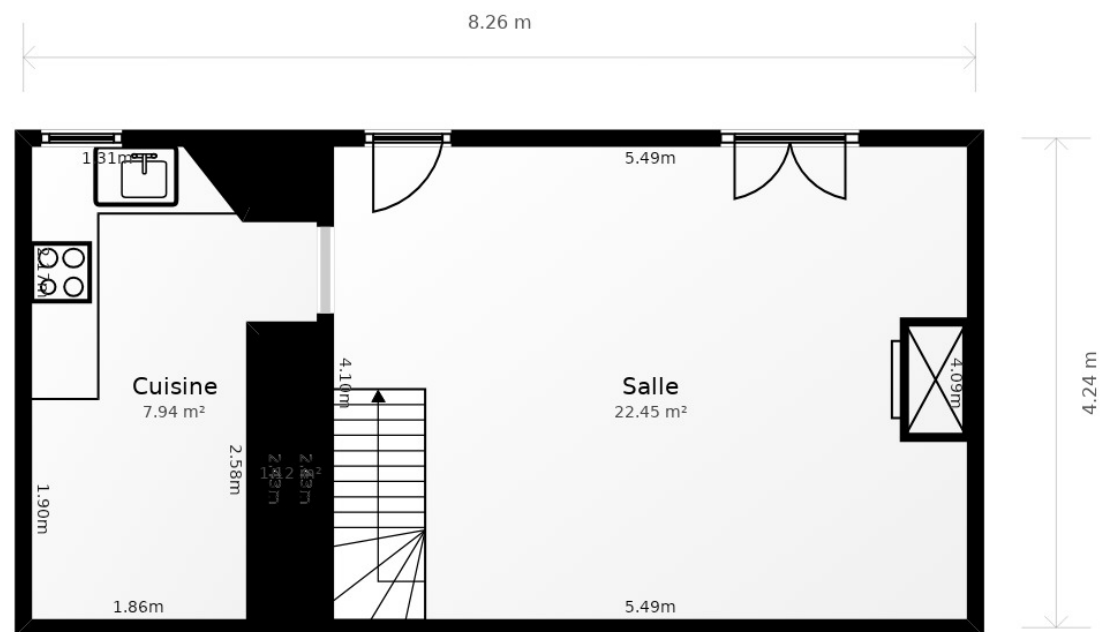 8.26 m
1.31m
5.49m
4.24 m
4.10m
4.09m
Cuisine
7.94 m²
Salle
22.45 m²
2.58m
1.90m
1.86m
5.49m